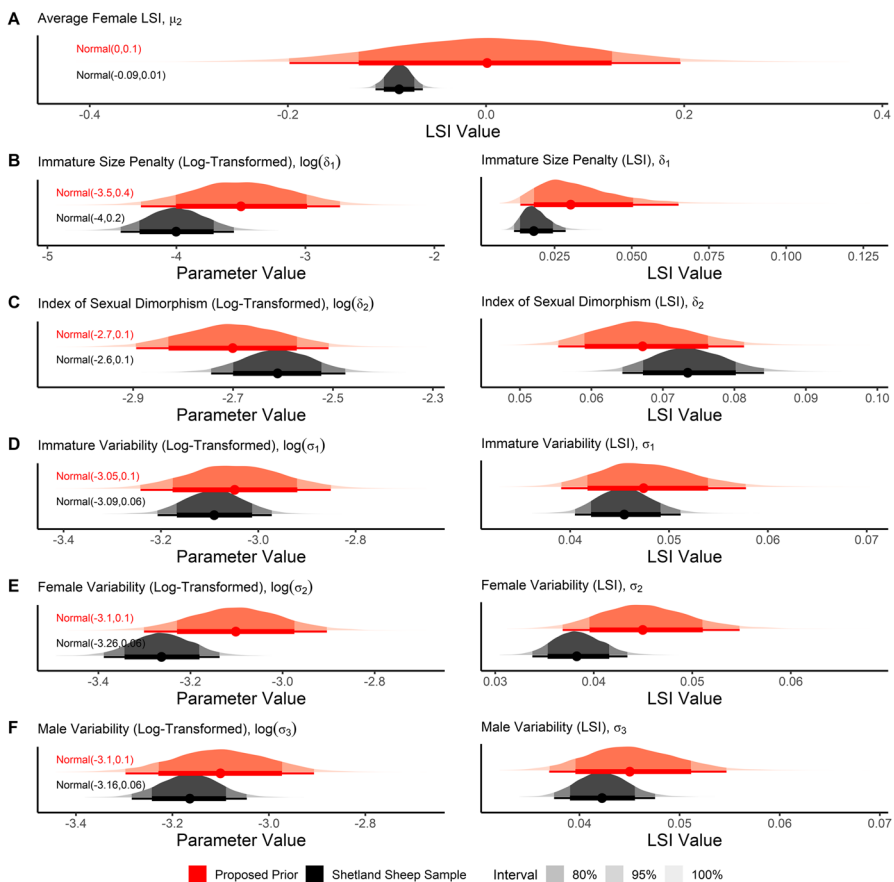 A Average Female LSI, μ2
Normal(0,0.1)
Normal(-0.09,0.01)
-0.4 -0.2 0.0 0.2 0.4
LSI Value
B Immature Size Penalty (Log-Transformed), log(δ1)
Normal(-3.5,0.4)
Normal(-4,0.2)
-5 -4 -3 -2
Parameter Value
Immature Size Penalty (LSI), δ1
0.025 0.050 0.075 0.100 0.125
LSI Value
C Index of Sexual Dimorphism (Log-Transformed), log(δ2)
Normal(-2.7,0.1)
Normal(-2.6,0.1)
-2.9 -2.7 -2.5 -2.3
Parameter Value
Index of Sexual Dimorphism (LSI), δ2
0.05 0.06 0.07 0.08 0.09 0.10
LSI Value
D Immature Variability (Log-Transformed), log(σ1)
Normal(-3.05,0.1)
Normal(-3.09,0.06)
-3.4 -3.2 -3.0 -2.8
Parameter Value
Immature Variability (LSI), σ1
0.04 0.05 0.06 0.07
LSI Value
E Female Variability (Log-Transformed), log(σ2)
Normal(-3.1,0.1)
Normal(-3.26,0.06)
-3.4 -3.2 -3.0 -2.8
Parameter Value
Female Variability (LSI), σ2
0.03 0.04 0.05 0.06
LSI Value
F Male Variability (Log-Transformed), log(σ3)
Normal(-3.1,0.1)
Normal(-3.16,0.06)
-3.4 -3.2 -3.0 -2.8
Parameter Value
Male Variability (LSI), σ3
0.04 0.05 0.06 0.07
LSI Value
Proposed Prior Shetland Sheep Sample Interval 80% 95% 100%